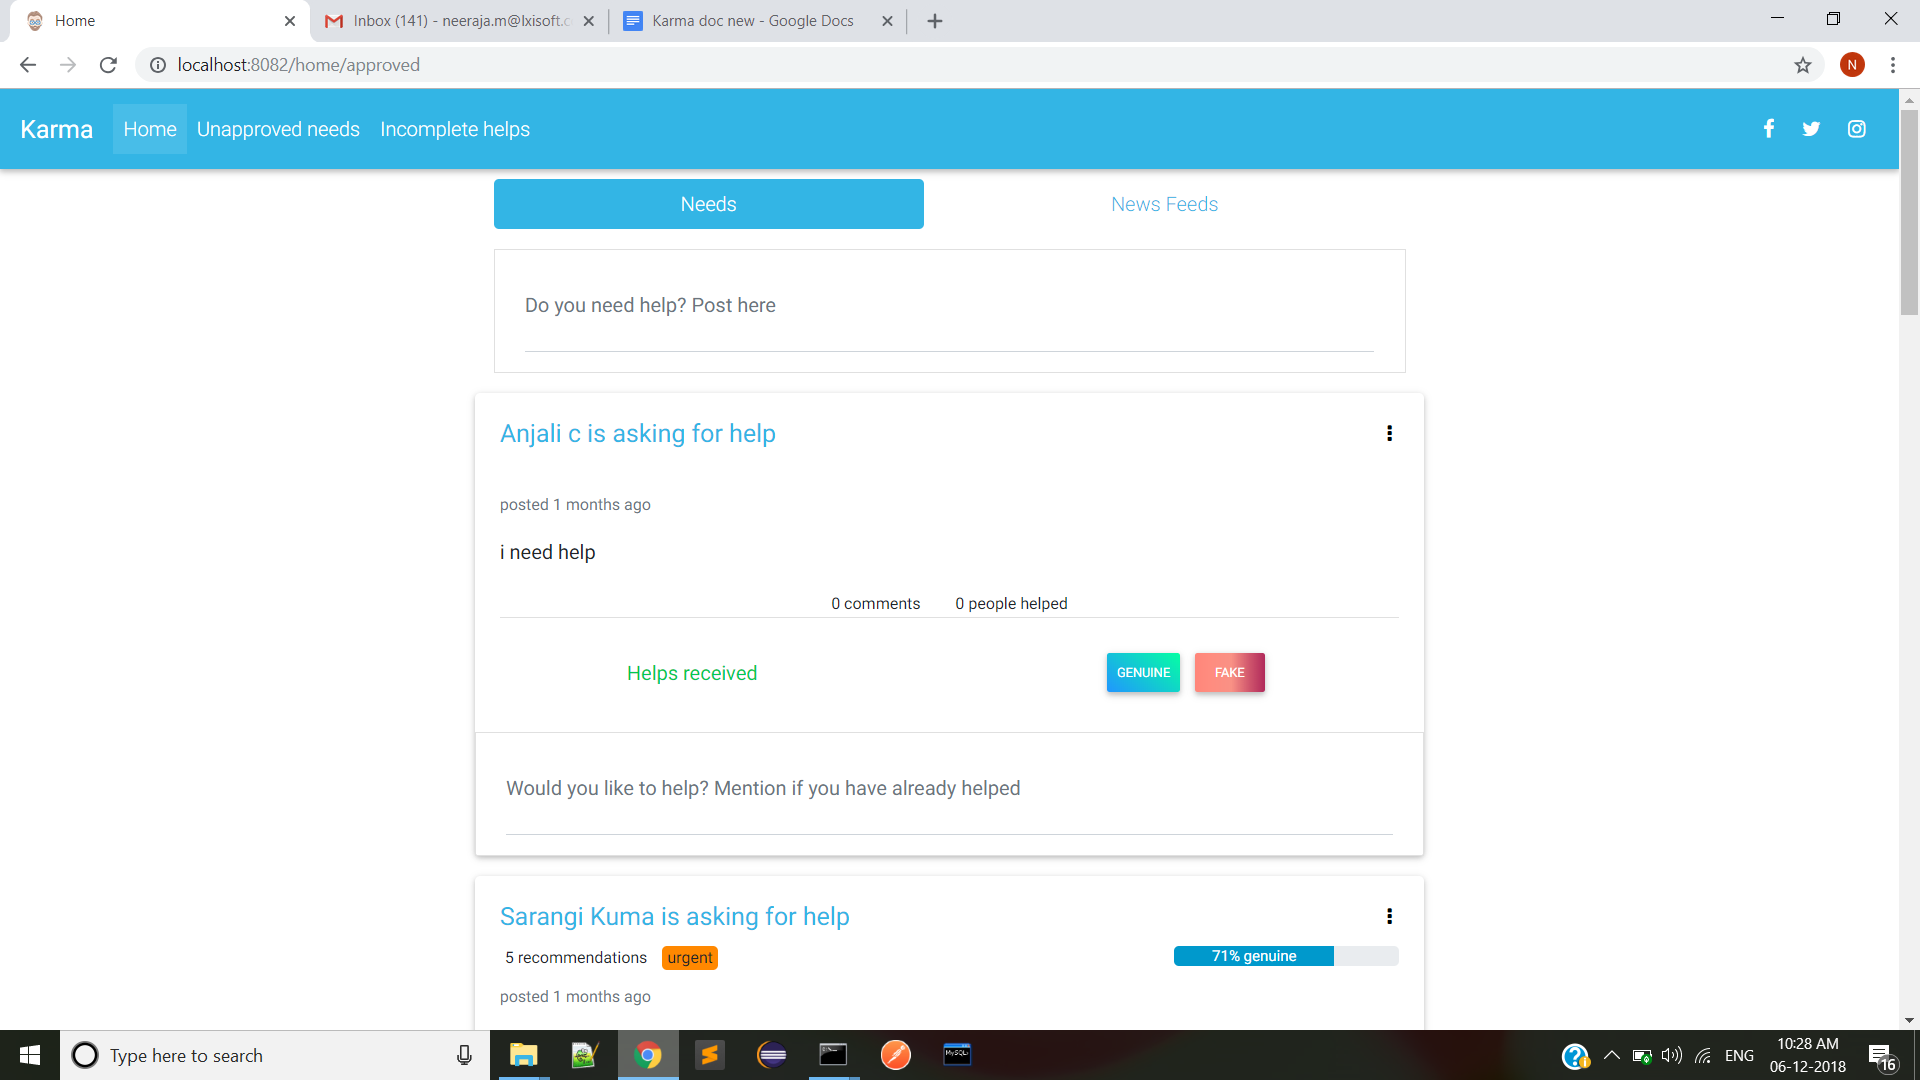 Home
Inbox (141) - neeraja.m@lxisoft.c
Karma doc new - Google Docs
localhost:8082/home/approved
N
Karma Home Unapproved needs Incomplete helps
Needs News Feeds
Do you need help? Post here
Anjali c is asking for help
posted 1 months ago
i need help
0 comments 0 people helped
Helps received GENUINE FAKE
Would you like to help? Mention if you have already helped
Sarangi Kuma is asking for help
5 recommendations urgent 71% genuine
posted 1 months ago
Type here to search
MySQL
ENG
10:28 AM
06-12-2018
16